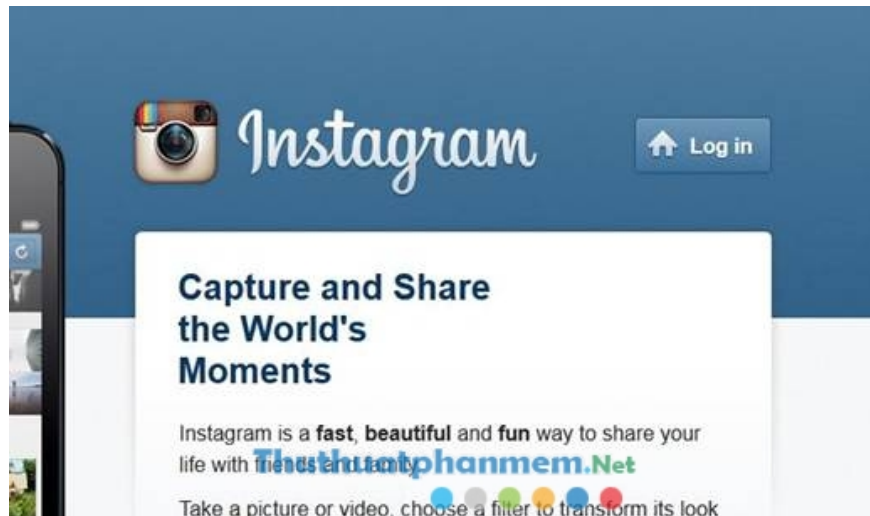 Instagram
Log in
Capture and Share
the World's
Moments
Instagram is a fast, beautiful and fun way to share your
life with friends and family.
Thuthuatphanmem.Net
Take a picture or video, choose a filter to transform its look